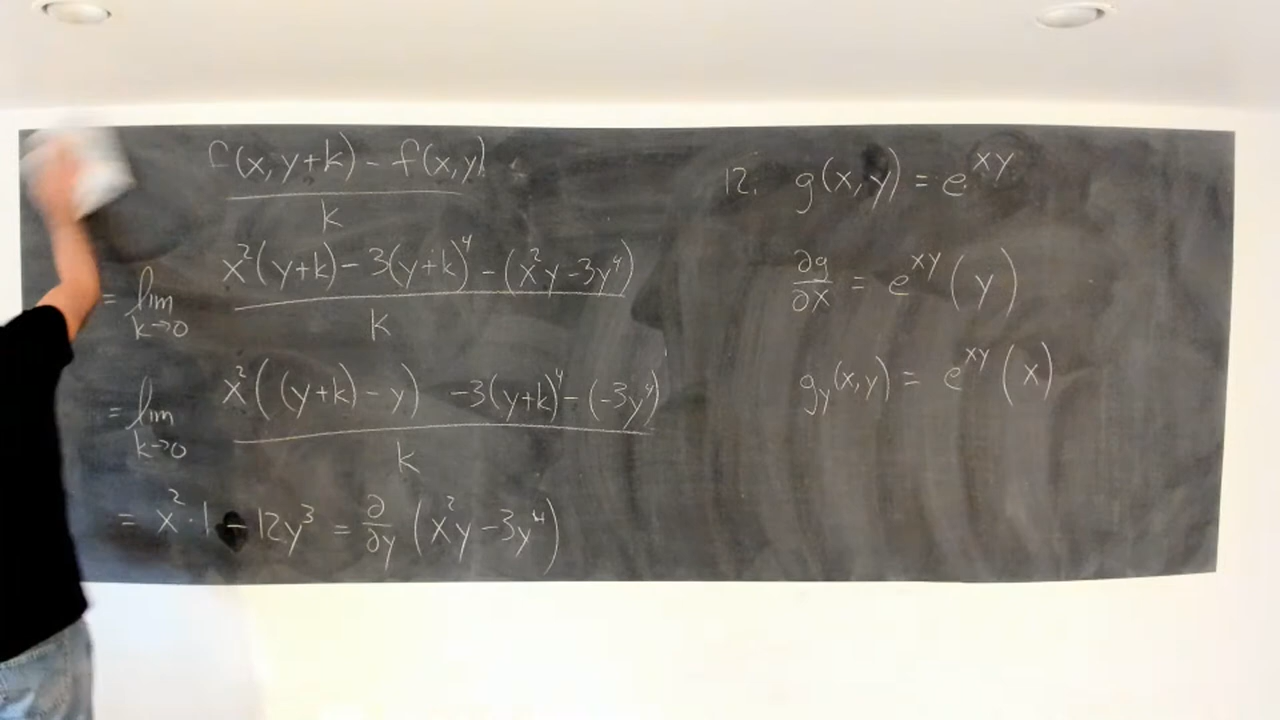 f(x, y+k) - f(x,y)
k
= lim k→0 x²(y+k) - 3(y+k)⁴ - (x²y - 3y⁴)
k
= lim k→0 x²((y+k) - y) -3(y+k)⁴ - (-3y⁴)
k
= x²·1 - 12y³ = ∂/∂y (x²y - 3y⁴)
12. g(x,y) = e^xy
∂g/∂x = e^xy (y)
g_y(x,y) = e^xy (x)